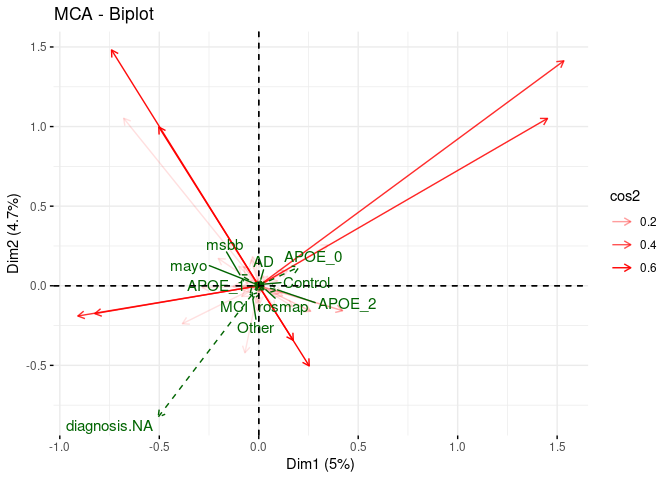 MCA - Biplot
1.5
1.0
0.5
0.0
-0.5
Dim2 (4.7%)
msbb
AD
APOE_0
mayo
APOE_1
Control
MCI
rosmap
APOE_2
Other
diagnosis.NA
-1.0
-0.5
0.0
0.5
1.0
1.5
Dim1 (5%)
cos2
0.2
0.4
0.6